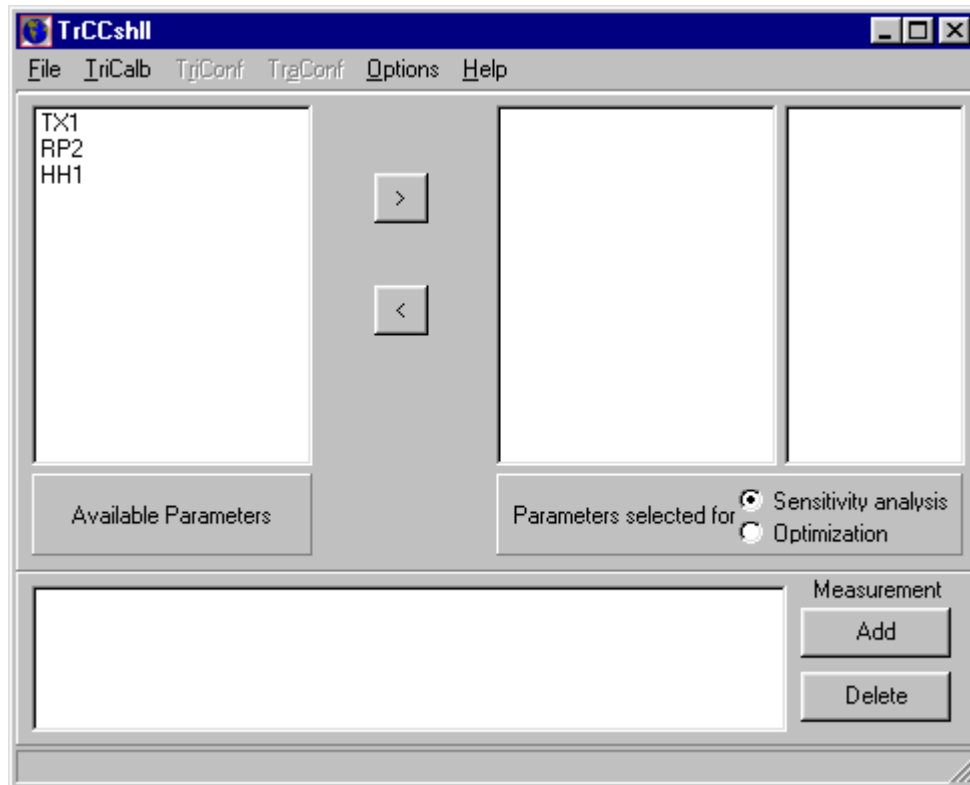 TrCCshll
File TriCalb TriConf TraConf Options Help
TX1
RP2
HH1
>
<
Available Parameters
Parameters selected for
Sensitivity analysis
Optimization
Measurement
Add
Delete